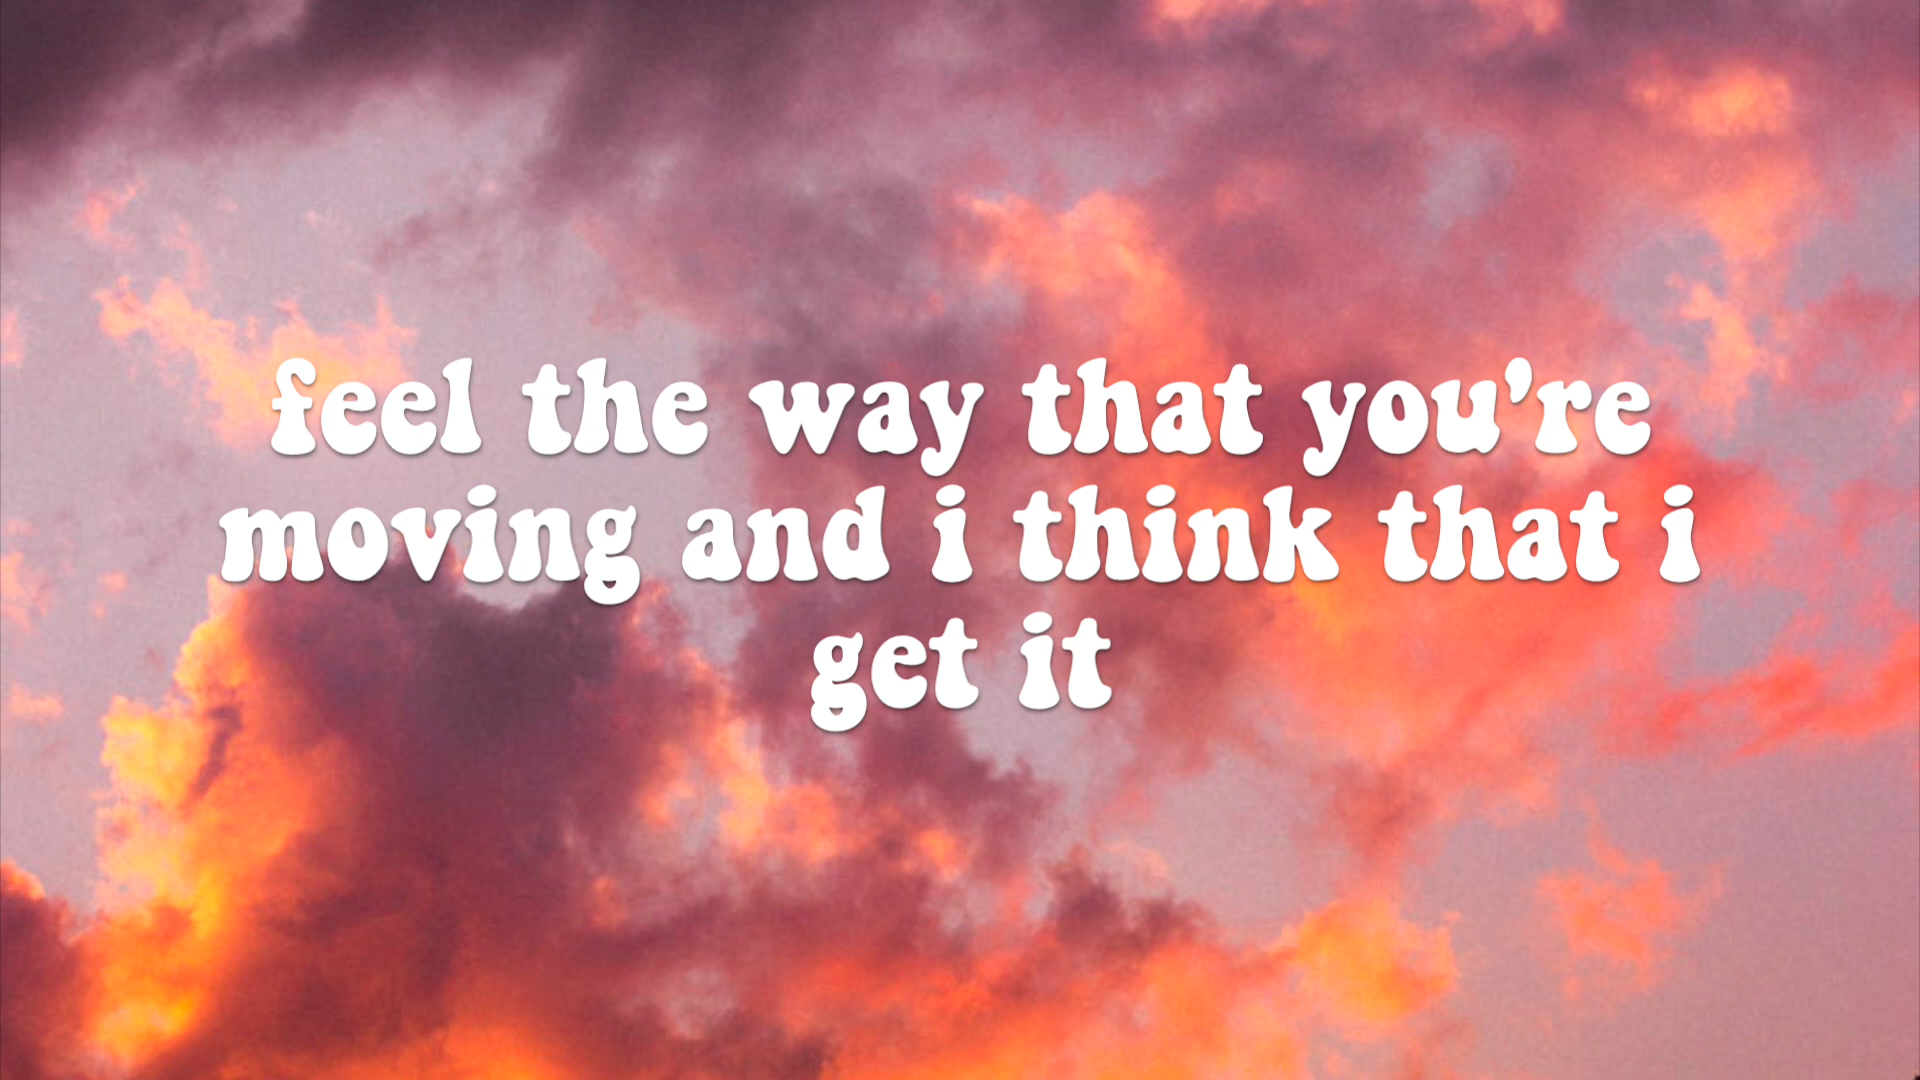 feel the way that you’re
moving and i think that i
get it